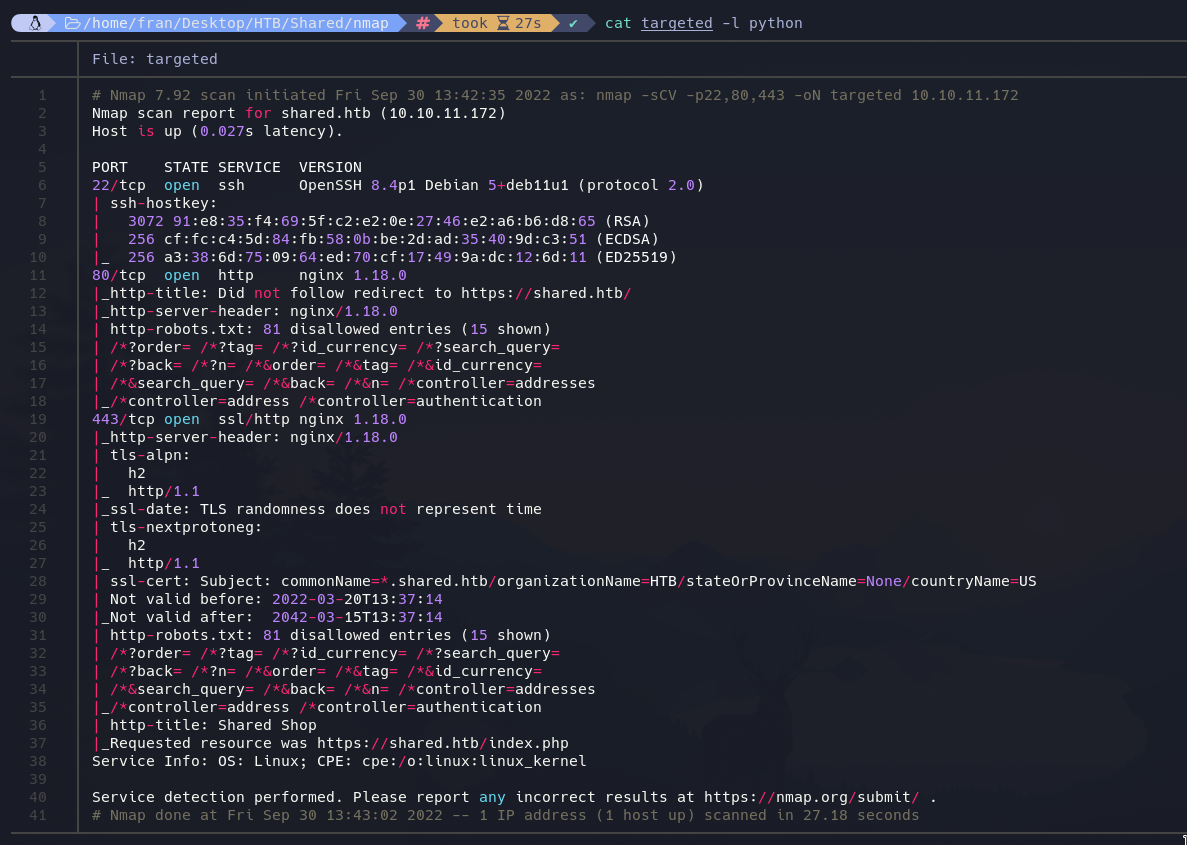 /home/fran/Desktop/HTB/Shared/nmap # took 27s ✔ cat targeted -l python
File: targeted
1 # Nmap 7.92 scan initiated Fri Sep 30 13:42:35 2022 as: nmap -sCV -p22,80,443 -oN targeted 10.10.11.172
2 Nmap scan report for shared.htb (10.10.11.172)
3 Host is up (0.027s latency).
4
5 PORT    STATE SERVICE  VERSION
6 22/tcp  open  ssh      OpenSSH 8.4p1 Debian 5+deb11u1 (protocol 2.0)
7 | ssh-hostkey:
8 |   3072 91:e8:35:f4:69:5f:c2:e2:0e:27:46:e2:a6:b6:d8:65 (RSA)
9 |   256 cf:fc:c4:5d:84:fb:58:0b:be:2d:ad:35:40:9d:c3:51 (ECDSA)
10 |_  256 a3:38:6d:75:09:64:ed:70:cf:17:49:9a:dc:12:6d:11 (ED25519)
11 80/tcp  open  http     nginx 1.18.0
12 |_http-title: Did not follow redirect to https://shared.htb/
13 |_http-server-header: nginx/1.18.0
14 | http-robots.txt: 81 disallowed entries (15 shown)
15 | /*?order= /*?tag= /*?id_currency= /*?search_query=
16 | /*?back= /*?n= /*&order= /*&tag= /*&id_currency=
17 | /*&search_query= /*&back= /*&n= /*controller=addresses
18 |_/*controller=address /*controller=authentication
19 443/tcp open  ssl/http nginx 1.18.0
20 |_http-server-header: nginx/1.18.0
21 | tls-alpn:
22 |   h2
23 |_  http/1.1
24 |_ssl-date: TLS randomness does not represent time
25 | tls-nextprotoneg:
26 |   h2
27 |_  http/1.1
28 | ssl-cert: Subject: commonName=*.shared.htb/organizationName=HTB/stateOrProvinceName=None/countryName=US
29 | Not valid before: 2022-03-20T13:37:14
30 |_Not valid after:  2042-03-15T13:37:14
31 | http-robots.txt: 81 disallowed entries (15 shown)
32 | /*?order= /*?tag= /*?id_currency= /*?search_query=
33 | /*?back= /*?n= /*&order= /*&tag= /*&id_currency=
34 | /*&search_query= /*&back= /*&n= /*controller=addresses
35 |_/*controller=address /*controller=authentication
36 | http-title: Shared Shop
37 |_Requested resource was https://shared.htb/index.php
38 Service Info: OS: Linux; CPE: cpe:/o:linux:linux_kernel
39
40 Service detection performed. Please report any incorrect results at https://nmap.org/submit/ .
41 # Nmap done at Fri Sep 30 13:43:02 2022 -- 1 IP address (1 host up) scanned in 27.18 seconds